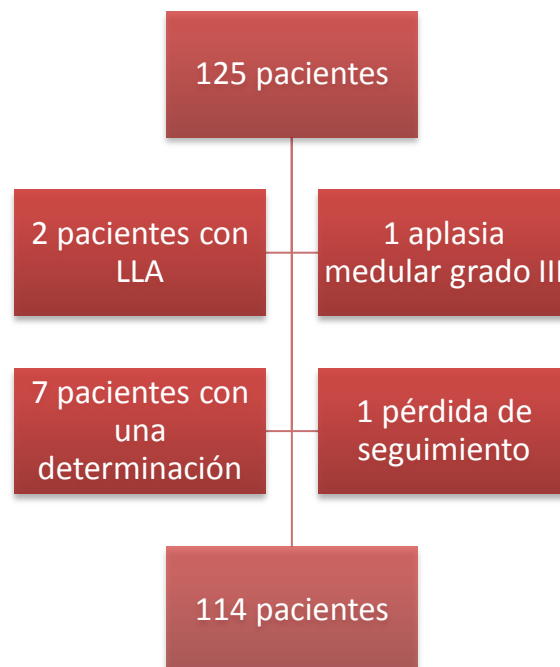 125 pacientes
2 pacientes con
LLA
1 aplasia
medular grado III
7 pacientes con
una
determinación
1 pérdida de
seguimiento
114 pacientes